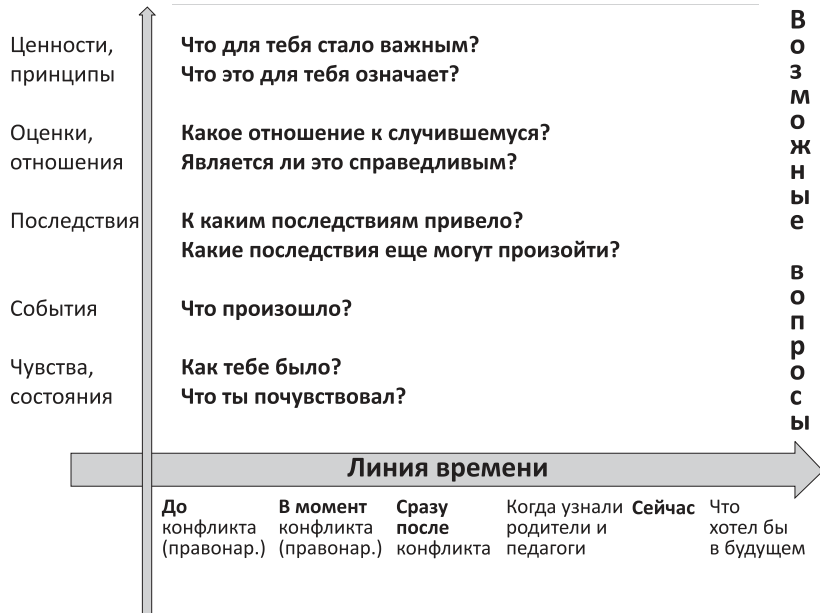 Ценности,
принципы
Что для тебя стало важным?
Что это для тебя означает?
Оценки,
отношения
Какое отношение к случившемуся?
Является ли это справедливым?
Последствия
К каким последствиям привело?
Какие последствия еще могут произойти?
События
Что произошло?
Чувства,
состояния
Как тебе было?
Что ты почувствовал?
Возможные вопросы
Линия времени
До
конфликта
(правонар.)
В момент
конфликта
(правонар.)
Сразу
после
конфликта
Когда узнали
родители и
педагоги
Сейчас
Что
хотел бы
в будущем